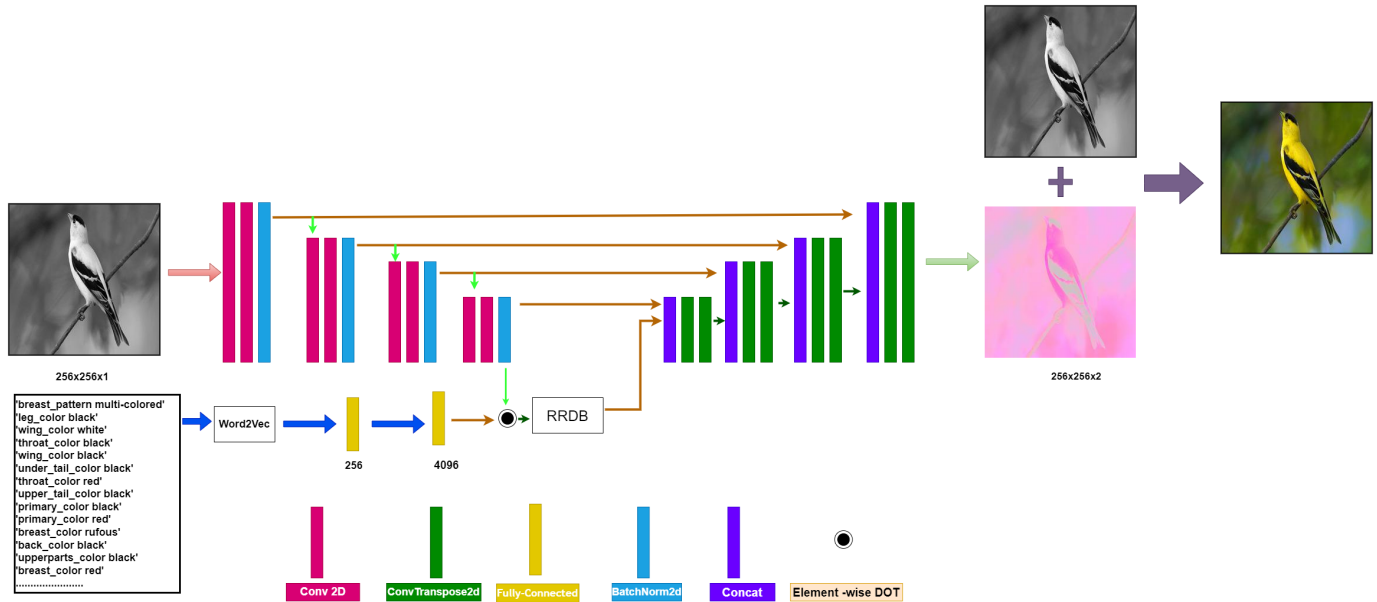 256x256x1
256x256x2
'breast_pattern multi-colored'
'leg_color black'
'wing_color white'
'throat_color black'
'wing_color black'
'under_tail_color black'
'throat_color red'
'upper_tail_color black'
'primary_color black'
'primary_color red'
'breast_color rufous'
'back_color black'
'upperparts_color black'
'breast_color red'
.......................
Word2Vec
256
4096
RRDB
Conv 2D
ConvTranspose2d
Fully-Connected
BatchNorm2d
Concat
Element -wise DOT